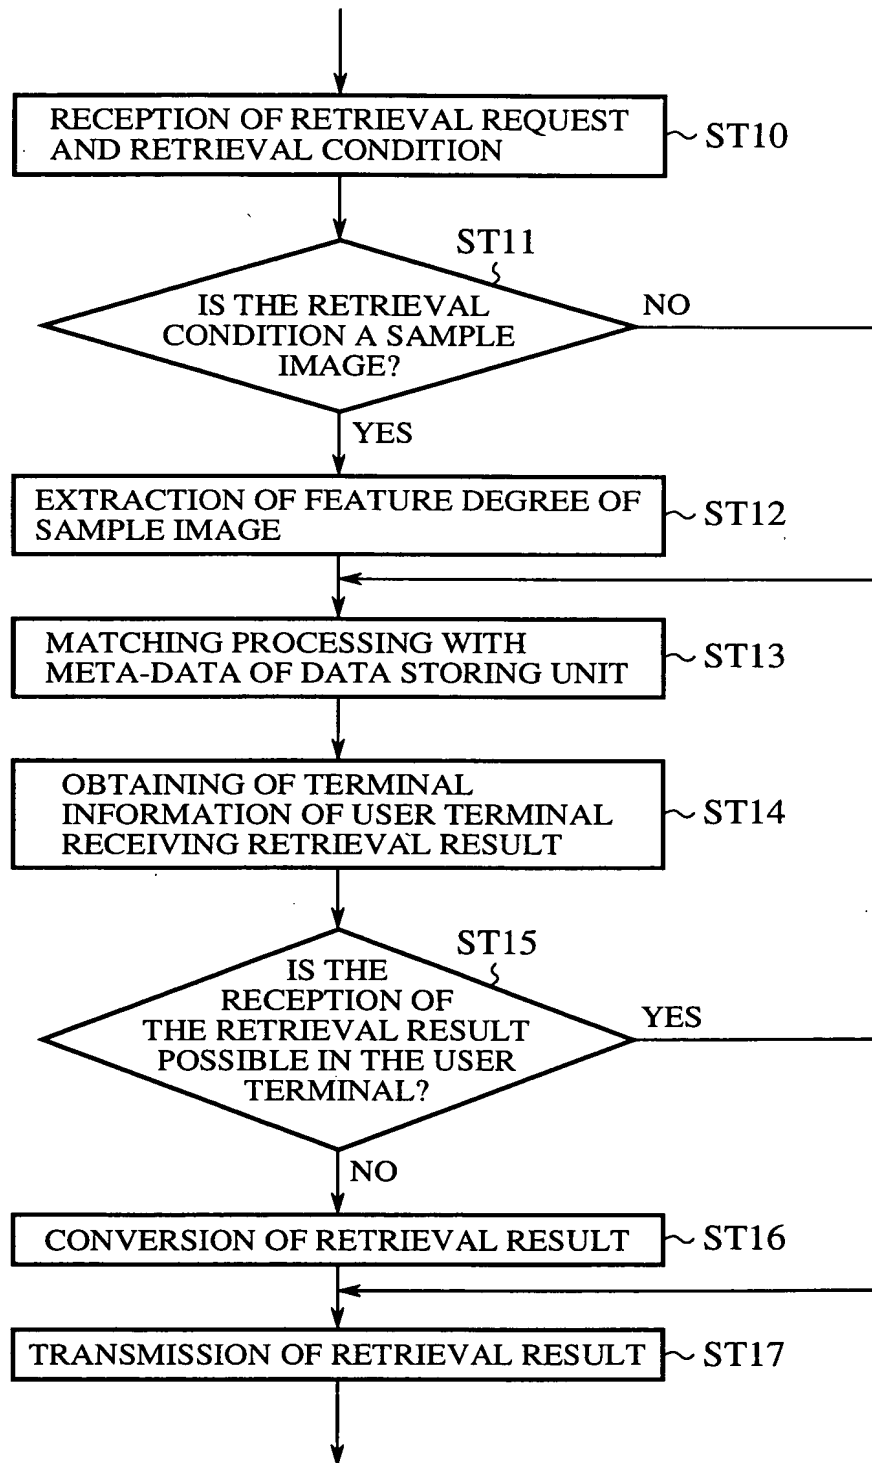 RECEPTION OF RETRIEVAL REQUEST
AND RETRIEVAL CONDITION
ST10
ST11
IS THE RETRIEVAL
CONDITION A SAMPLE
IMAGE?
NO
YES
EXTRACTION OF FEATURE DEGREE OF
SAMPLE IMAGE
ST12
MATCHING PROCESSING WITH
META-DATA OF DATA STORING UNIT
ST13
OBTAINING OF TERMINAL
INFORMATION OF USER TERMINAL
RECEIVING RETRIEVAL RESULT
ST14
ST15
IS THE
RECEPTION OF
THE RETRIEVAL RESULT
POSSIBLE IN THE USER
TERMINAL?
YES
NO
CONVERSION OF RETRIEVAL RESULT
ST16
TRANSMISSION OF RETRIEVAL RESULT
ST17